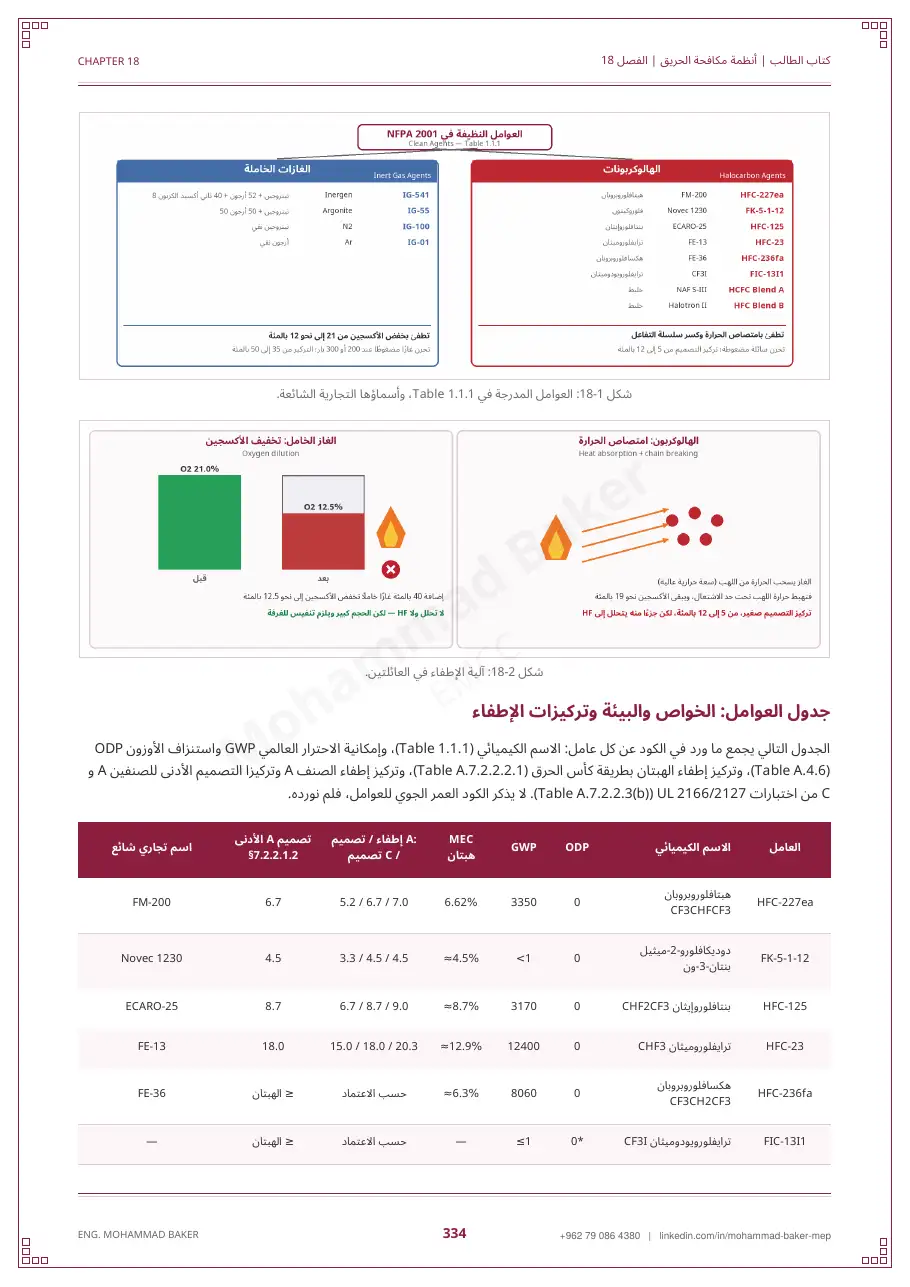 كتاب الطالب | أنظمة مكافحة الحريق | الفصل 18
CHAPTER 18
العوامل النظيفة في NFPA 2001
Clean Agents — Table 1.1.1
الهالوكربونات
Halocarbon Agents
HFC-227ea FM-200 هيبتافلوروبروبان
FK-5-1-12 Novec 1230 فلوروكيتون
HFC-125 ECARO-25 بنتافلوروإيثان
HFC-23 FE-13 ترايفلوروميثان
HFC-236fa FE-36 هكسافلوروبروبان
FIC-13I1 CF3I ترايفلورويودوميثان
HCFC Blend A NAF S-III خليط
HFC Blend B Halotron II خليط
تطفئ بامتصاص الحرارة وكسر سلسلة التفاعل
تخزن سائلة مضغوطة؛ تركيز التصميم من 5 إلى 12 بالمئة
الغازات الخاملة
Inert Gas Agents
IG-541 Inergen نيتروجين + 52 أرجون + 40 ثاني أكسيد الكربون 8
IG-55 Argonite نيتروجين + 50 أرجون 50
IG-100 N2 نيتروجين نقي
IG-01 Ar أرجون نقي
تطفئ بخفض الأكسجين من 21 إلى نحو 12 بالمئة
تخزن غازًا مضغوطًا عند 200 أو 300 بار؛ التركيز من 35 إلى 50 بالمئة
شكل 1-18: العوامل المدرجة في Table 1.1.1، وأسماؤها التجارية الشائعة.
الهالوكربون: امتصاص الحرارة
Heat absorption + chain breaking
الغاز يسحب الحرارة من اللهب (سعة حرارية عالية)
فتهبط حرارة اللهب تحت حد الاشتعال، ويبقى الأكسجين نحو 19 بالمئة
تركيز التصميم صغير، من 5 إلى 12 بالمئة، لكن جزءًا منه يتحلل إلى HF
الغاز الخامل: تخفيف الأكسجين
Oxygen dilution
O2 21.0%
O2 12.5%
قبل
بعد
إضافة 40 بالمئة غازًا خاملًا تخفض الأكسجين إلى نحو 12.5 بالمئة
لا تحلل ولا HF — لكن الحجم كبير ويلزم تنفيس للغرفة
شكل 2-18: آلية الإطفاء في العائلتين.
جدول العوامل: الخواص والبيئة وتركيزات الإطفاء
الجدول التالي يجمع ما ورد في الكود عن كل عامل: الاسم الكيميائي (Table 1.1.1)، وإمكانية الاحترار العالمي GWP واستنزاف الأوزون ODP
(Table A.4.6)، وتركيز إطفاء الهبتان بطريقة كأس الحرق (Table A.7.2.2.2.1)، وتركيز إطفاء الصنف A وتركيزا التصميم الأدنى للصنفين A و
C من اختبارات UL 2166/2127 (Table A.7.2.2.3(b)). لا يذكر الكود العمر الجوي للعوامل، فلم نورده.
العامل | الاسم الكيميائي | ODP | GWP | MEC هبتان | A: إطفاء / تصميم / C تصميم | تصميم A الأدنى §7.2.2.1.2 | اسم تجاري شائع
HFC-227ea | هبتافلوروبروبان CF3CHFCF3 | 0 | 3350 | 6.62% | 5.2 / 6.7 / 7.0 | 6.7 | FM-200
FK-5-1-12 | دوديكافلورو-2-ميثيل بنتان-3-ون | 0 | <1 | ≈4.5% | 3.3 / 4.5 / 4.5 | 4.5 | Novec 1230
HFC-125 | بنتافلوروإيثان CHF2CF3 | 0 | 3170 | ≈8.7% | 6.7 / 8.7 / 9.0 | 8.7 | ECARO-25
HFC-23 | ترايفلوروميثان CHF3 | 0 | 12400 | ≈12.9% | 15.0 / 18.0 / 20.3 | 18.0 | FE-13
HFC-236fa | هكسافلوروبروبان CF3CH2CF3 | 0 | 8060 | ≈6.3% | حسب الاعتماد | ≥ الهبتان | FE-36
FIC-13I1 | ترايفلورويودوميثان CF3I | 0* | ≤1 | — | حسب الاعتماد | ≥ الهبتان | —
Mohammad Baker
EMCC
ENG. MOHAMMAD BAKER
334
+962 79 086 4380 | linkedin.com/in/mohammad-baker-mep